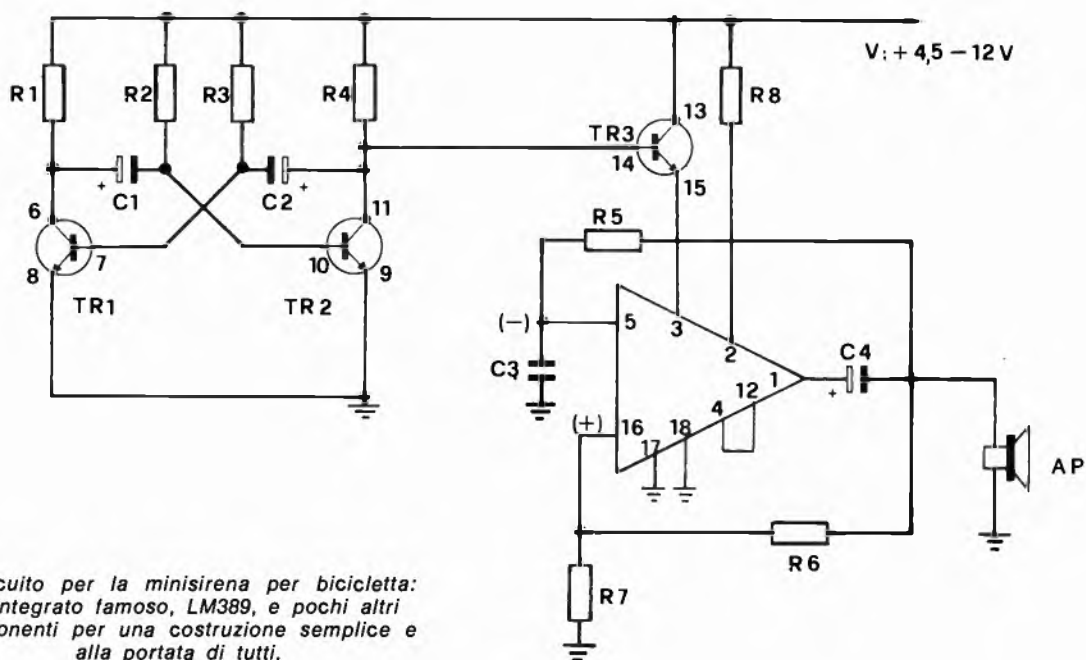 V: + 4,5 – 12 V
R1
R2
R3
R4
R8
13
TR3
14
15
+
C1
C2
+
6
7
8
11
10
9
TR1
TR2
R5
(–)
5
3
2
C3
1
C4
+
12
4
(+)
16
17
18
AP
R6
R7
cuito per la minisirena per bicicletta:
ntegrato famoso, LM389, e pochi altri
onenti per una costruzione semplice e
alla portata di tutti.